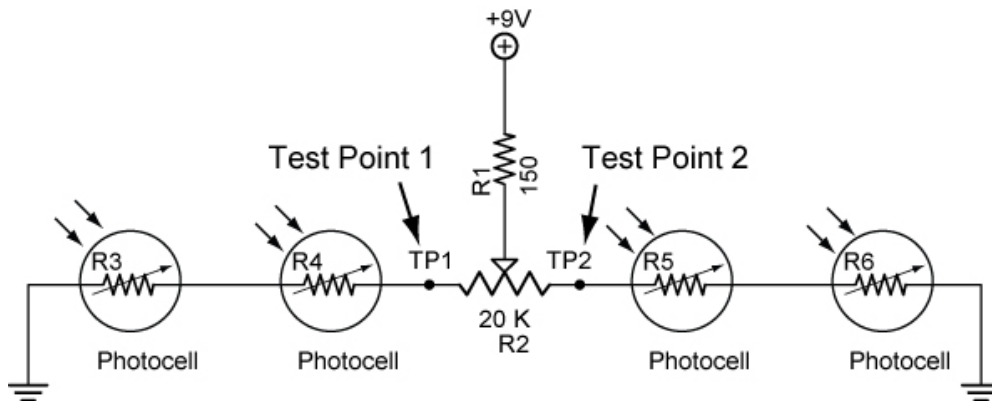 +9V
Test Point 1
R1
150
Test Point 2
R3
R4
TP1
TP2
R5
R6
20 K
R2
Photocell
Photocell
Photocell
Photocell